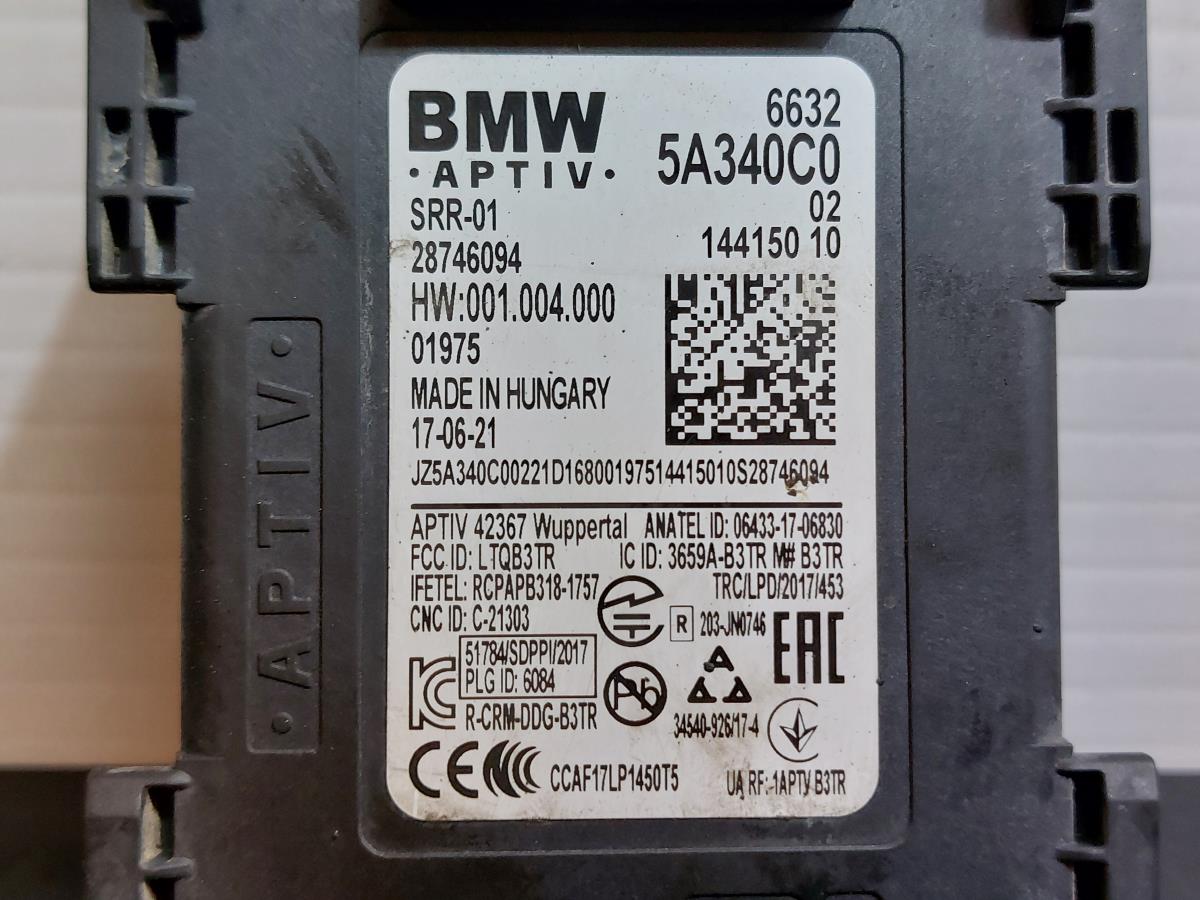 BMW
· APTIV ·
6632
5A340C0
02
144150 10
SRR-01
28746094
HW:001.004.000
01975
MADE IN HUNGARY
17-06-21
JZ5A340C00221D16800197514415010S28746094
APTIV 42367 Wuppertal ANATEL ID: 06433-17-06830
FCC ID: LTQB3TR IC ID: 3659A-B3TR M# B3TR
IFETEL: RCPAPB318-1757 TRC/LPD/2017/453
CNC ID: C-21303
R 203-JN0746
EAC
51784/SDPPI/2017
PLG ID: 6084
Pb
R-CRM-DDG-B3TR
34540-926/17-4
CE
CCAF17LP1450T5
UA RF: 1APTV B3TR
· APTIV ·